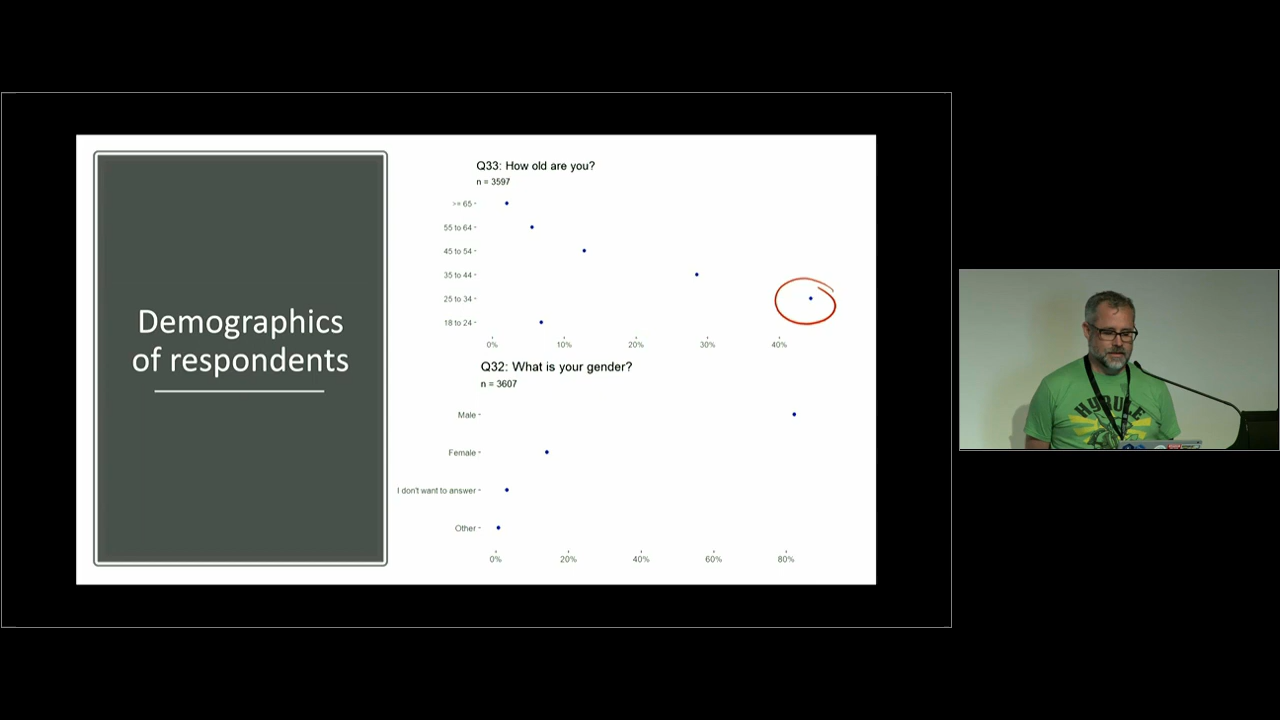 Demographics
of respondents
Q33: How old are you?
n = 3597
>= 65
55 to 64
45 to 54
35 to 44
25 to 34
18 to 24
0% 10% 20% 30% 40%
Q32: What is your gender?
n = 3607
Male
Female
I don't want to answer
Other
0% 20% 40% 60% 80%
HYRULE